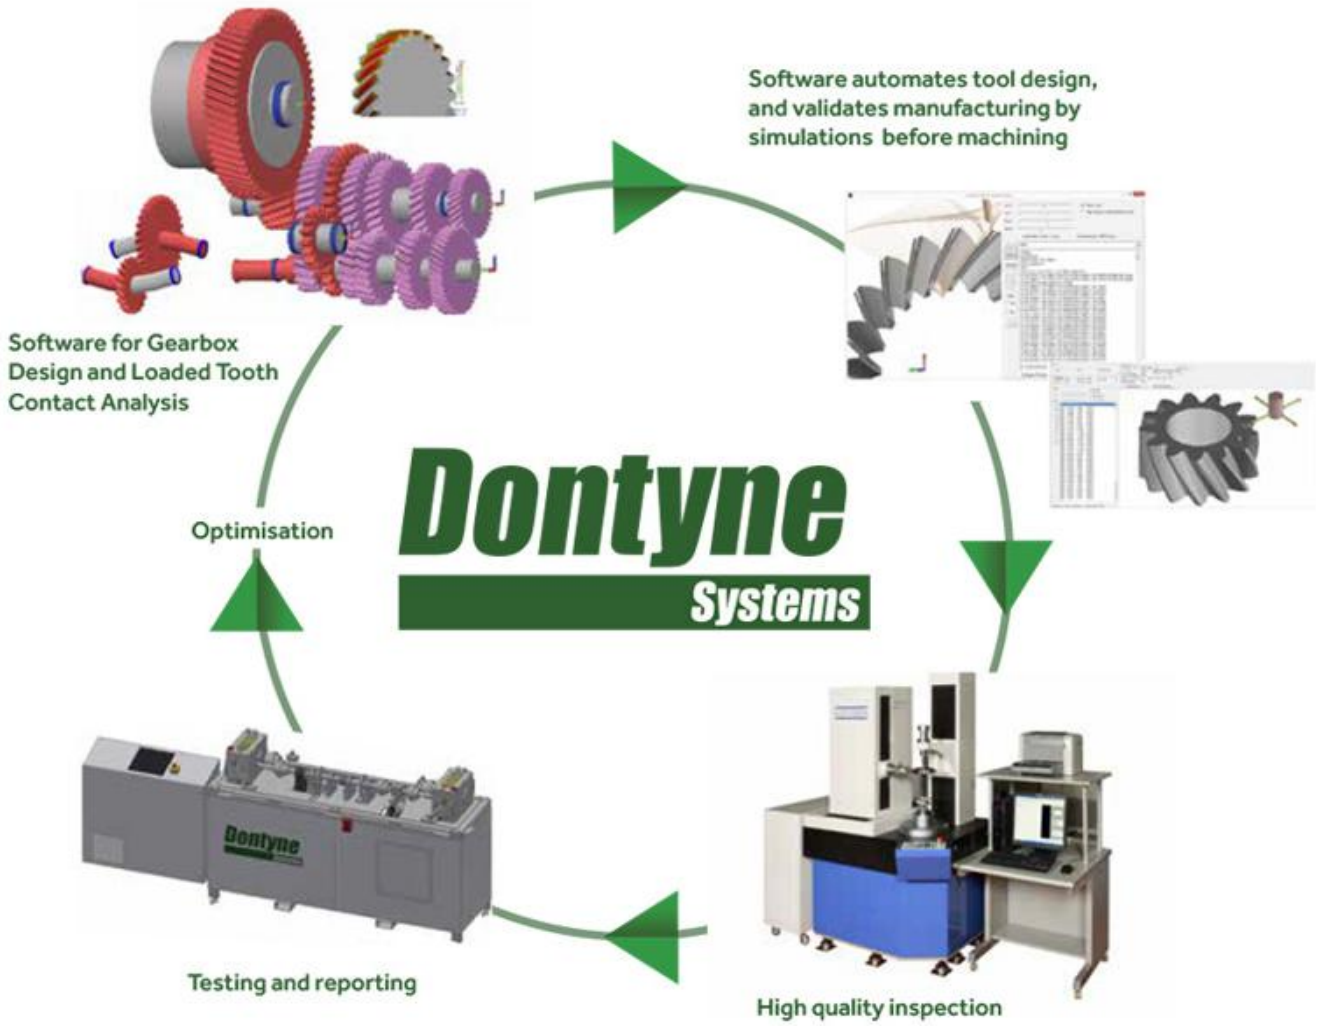 Software automates tool design,
and validates manufacturing by
simulations before machining
Software for Gearbox
Design and Loaded Tooth
Contact Analysis
Optimisation
Dontyne
Systems
Dontyne
Testing and reporting
High quality inspection